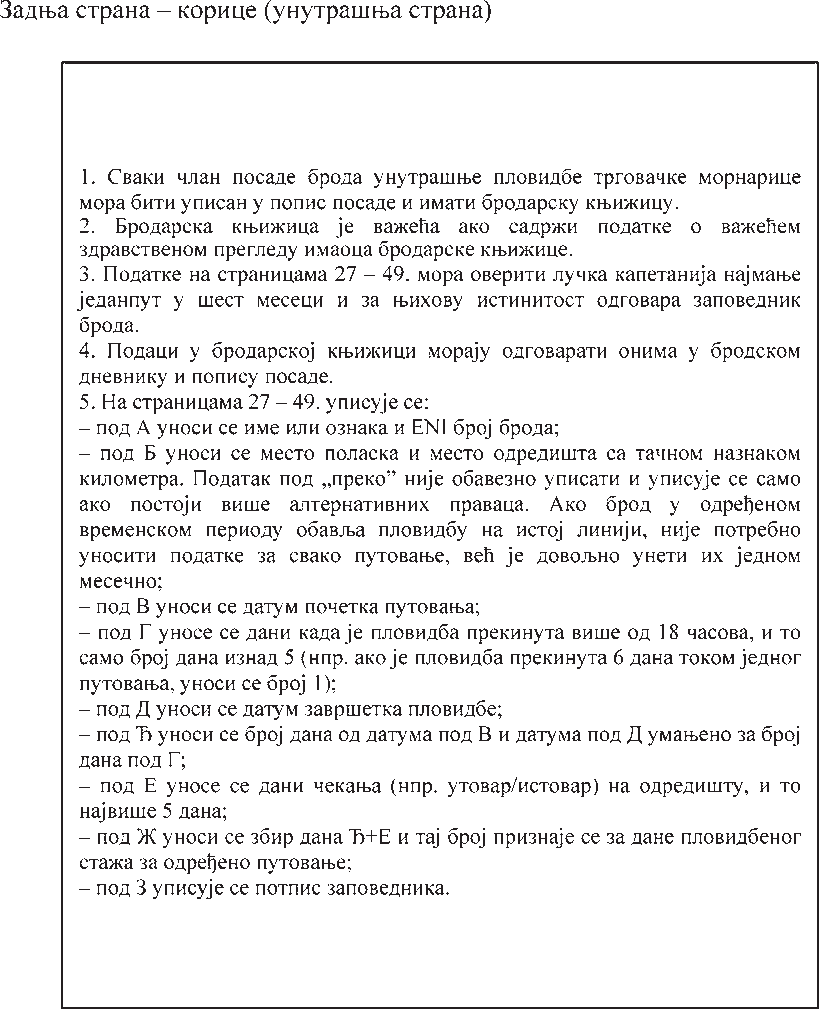 Задња страна – корице (унутрашња страна)
1. Сваки члан посаде брода унутрашње пловидбе трговачке морнарице
мора бити уписан у попис посаде и имати бродарску књижицу.
2. Бродарска књижица је важећа ако садржи податке о важећем
здравственом прегледу имаоца бродарске књижице.
3. Податке на страницама 27 – 49. мора оверити лучка капетанија најмање
једанпут у шест месеци и за њихову истинитост одговара заповедник
брода.
4. Подаци у бродарској књижици морају одговарати онима у бродском
дневнику и попису посаде.
5. На страницама 27 – 49. уписује се:
– под А уноси се име или ознака и ENI број брода;
– под Б уноси се место поласка и место одредишта са тачном назнаком
километра. Податак под „преко” није обавезно уписати и уписује се само
ако постоји више алтернативних праваца. Ако брод у одређеном
временском периоду обавља пловидбу на истој линији, није потребно
уносити податке за свако путовање, већ је довољно унети их једном
месечно;
– под В уноси се датум почетка путовања;
– под Г уносе се дани када је пловидба прекинута више од 18 часова, и то
само број дана изнад 5 (нпр. ако је пловидба прекинута 6 дана током једног
путовања, уноси се број 1);
– под Д уноси се датум завршетка пловидбе;
– под Ђ уноси се број дана од датума под В и датума под Д умањено за број
дана под Г;
– под Е уносе се дани чекања (нпр. утовар/истовар) на одредишту, и то
највише 5 дана;
– под Ж уноси се збир дана Ђ+Е и тај број признаје се за дане пловидбеног
стажа за одређено путовање;
– под З уписује се потпис заповедника.